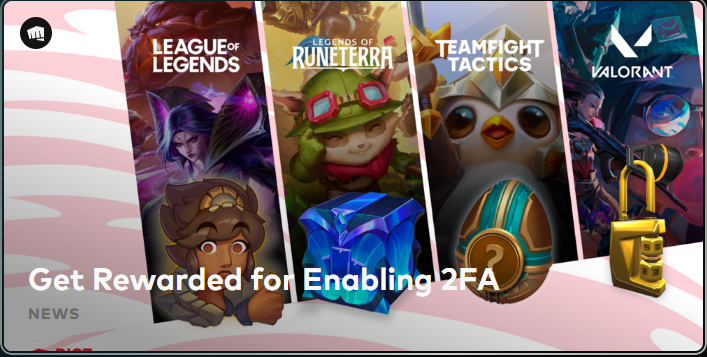 LEAGUE OF
LEGENDS
LEGENDS OF
RUNETERRA
TEAMFIGHT
TACTICS
VALORANT
?
Get Rewarded for Enabling 2FA
NEWS